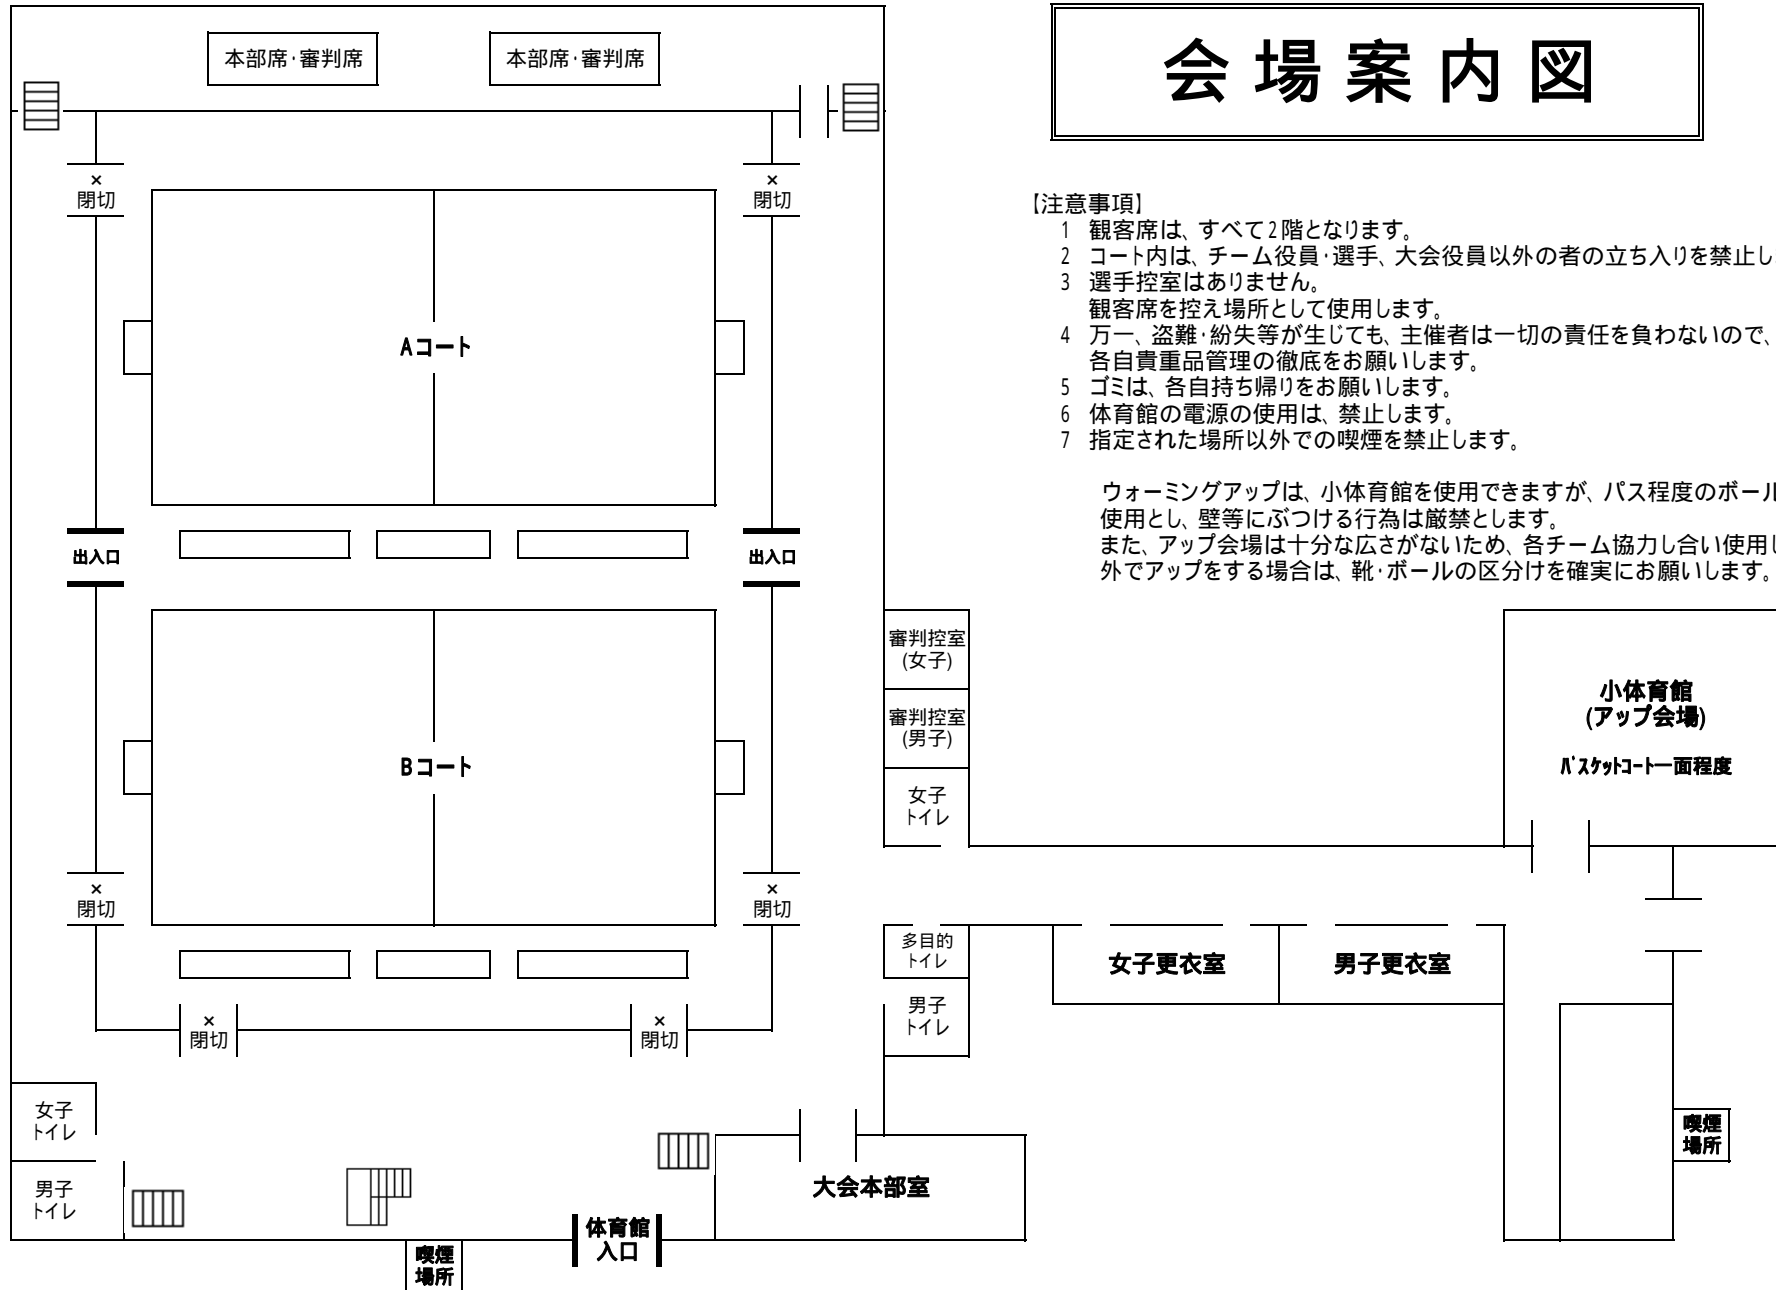 会場案内図
本部席・審判席
本部席・審判席
×
閉切
×
閉切
【注意事項】
1 観客席は、すべて2階となります。
2 コート内は、チーム役員・選手、大会役員以外の者の立ち入りを禁止し
3 選手控室はありません。
観客席を控え場所として使用します。
4 万一、盗難・紛失等が生じても、主催者は一切の責任を負わないので、
各自貴重品管理の徹底をお願いします。
5 ゴミは、各自持ち帰りをお願いします。
6 体育館の電源の使用は、禁止します。
7 指定された場所以外での喫煙を禁止します。
ウォーミングアップは、小体育館を使用できますが、パス程度のボール
使用とし、壁等にぶつける行為は厳禁とします。
また、アップ会場は十分な広さがないため、各チーム協力し合い使用し
外でアップをする場合は、靴・ボールの区分けを確実にお願いします。
Aコート
出入口
出入口
審判控室
(女子)
審判控室
(男子)
女子
トイレ
小体育館
(アップ会場)
バスケットコート一面程度
Bコート
×
閉切
×
閉切
多目的
トイレ
男子
トイレ
女子更衣室
男子更衣室
×
閉切
×
閉切
女子
トイレ
男子
トイレ
大会本部室
喫煙
場所
体育館
入口
喫煙
場所